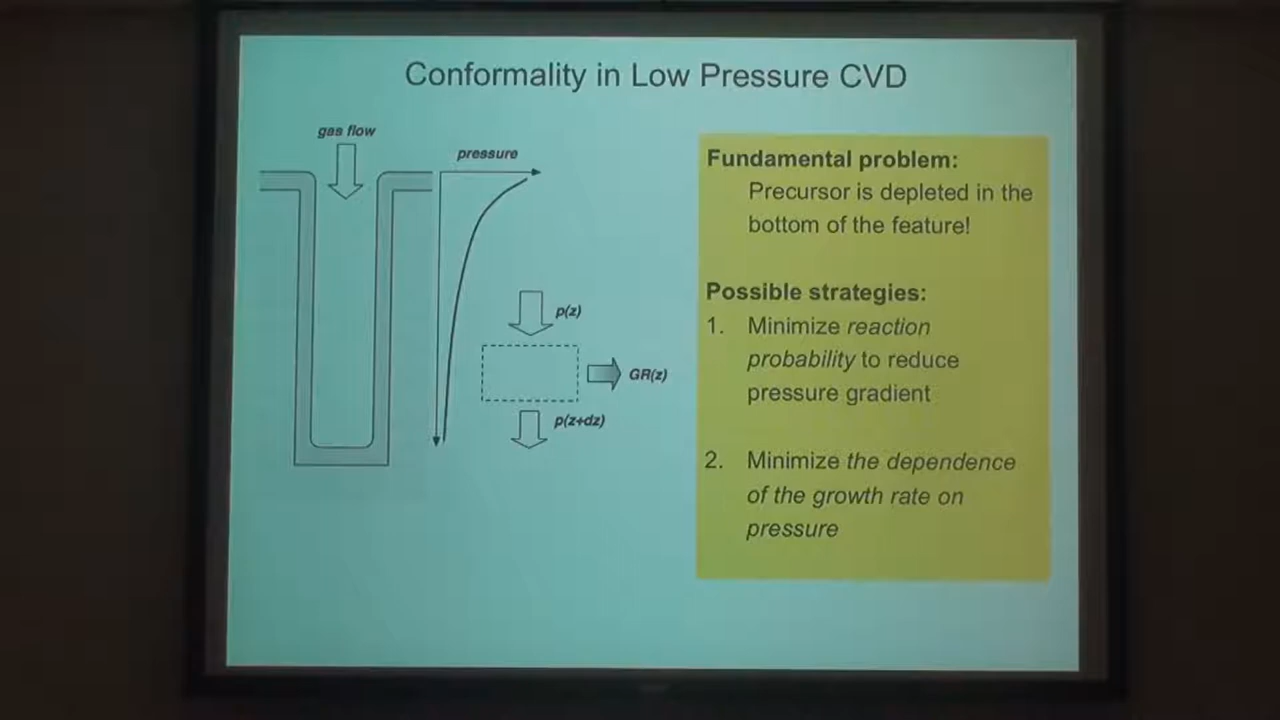 Conformality in Low Pressure CVD
gas flow
pressure
p(z)
GR(z)
p(z+dz)
Fundamental problem:
Precursor is depleted in the
bottom of the feature!
Possible strategies:
1. Minimize reaction
probability to reduce
pressure gradient
2. Minimize the dependence
of the growth rate on
pressure